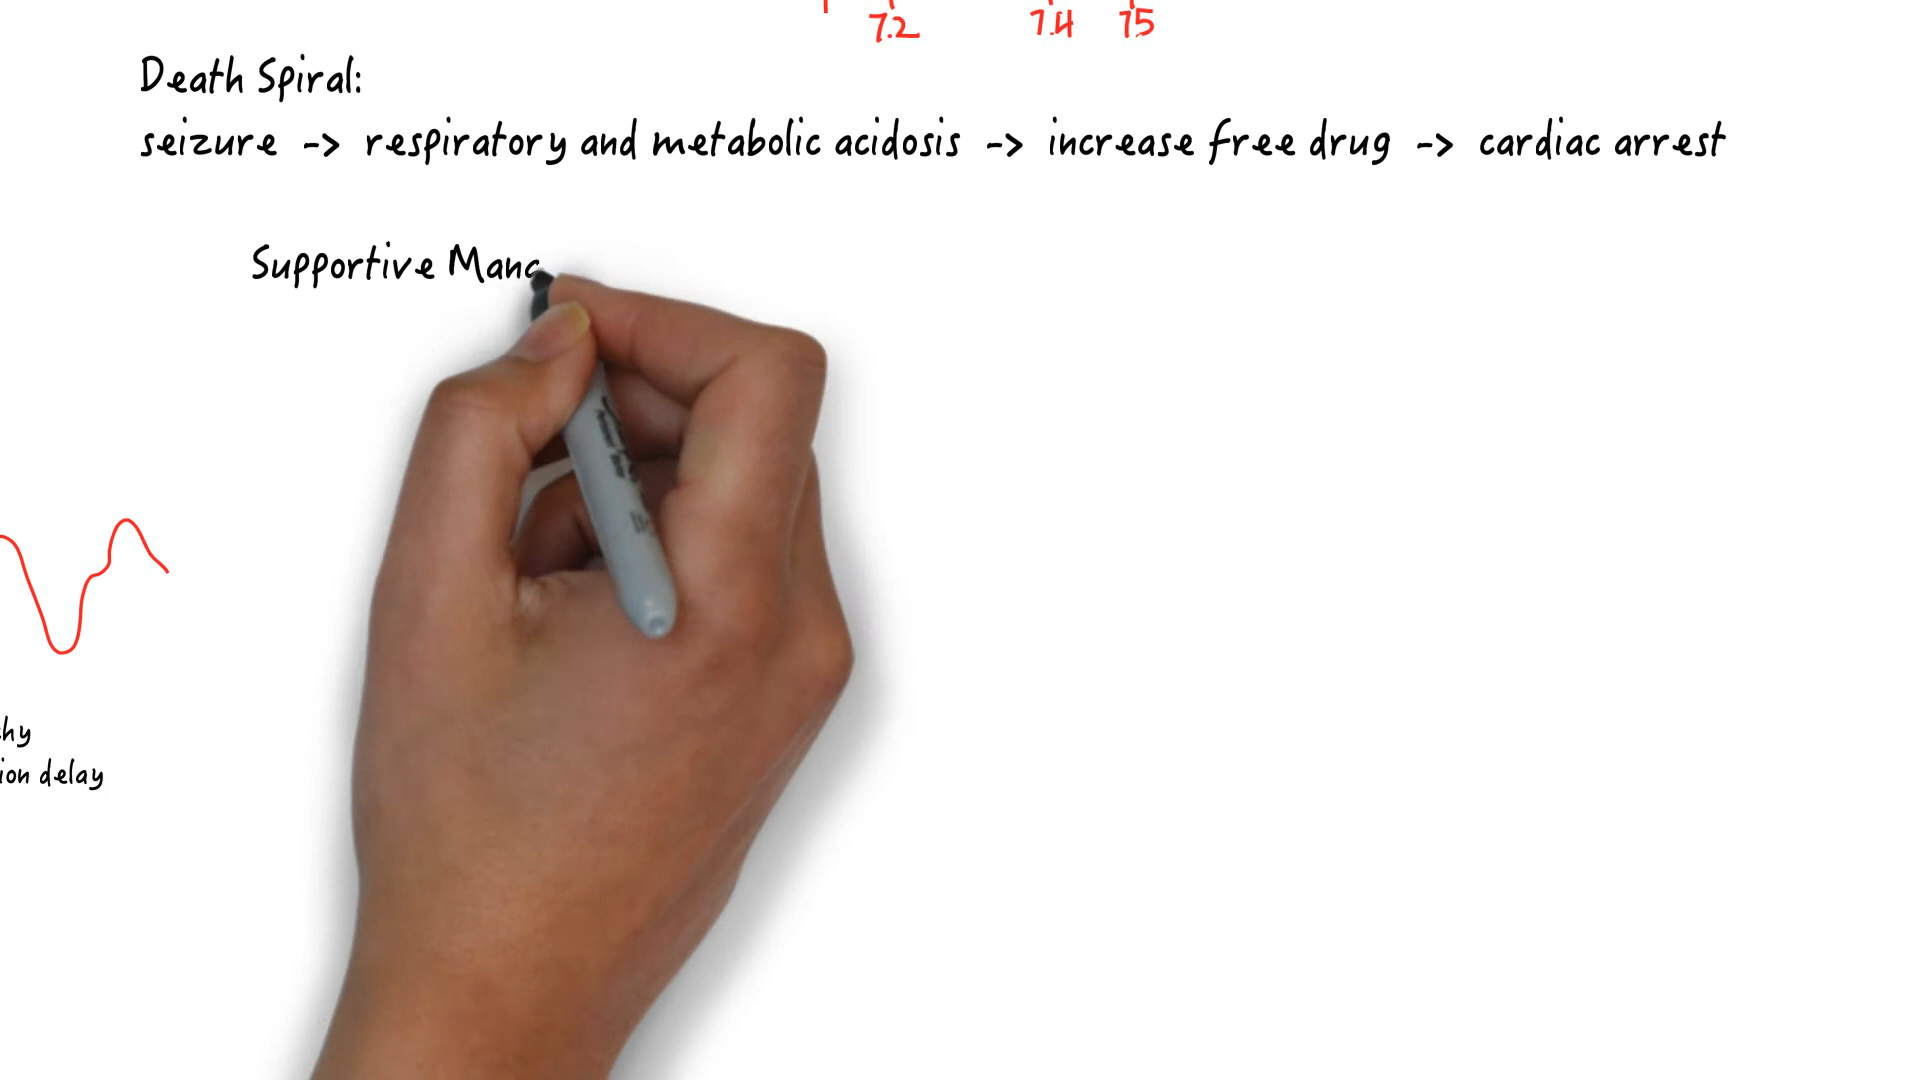 7.2 7.4 7.5
Death Spiral:
seizure -> respiratory and metabolic acidosis -> increase free drug -> cardiac arrest
Supportive Mana
hy
ion delay